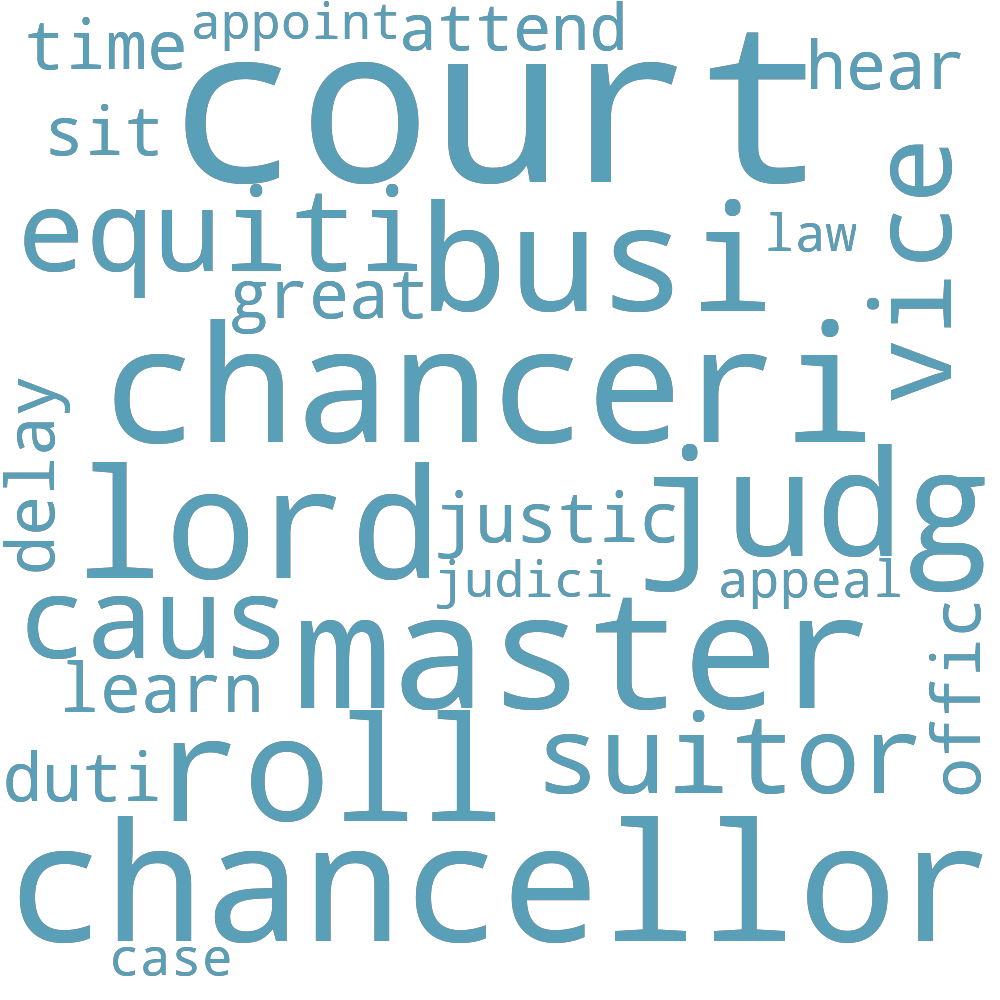 time
appoint
attend
court
hear
sit
vice
equiti
busi
law
great
chanceri
delay
lord
judg
justic
judici
appeal
caus
master
offic
learn
roll
suitor
duti
chancellor
case